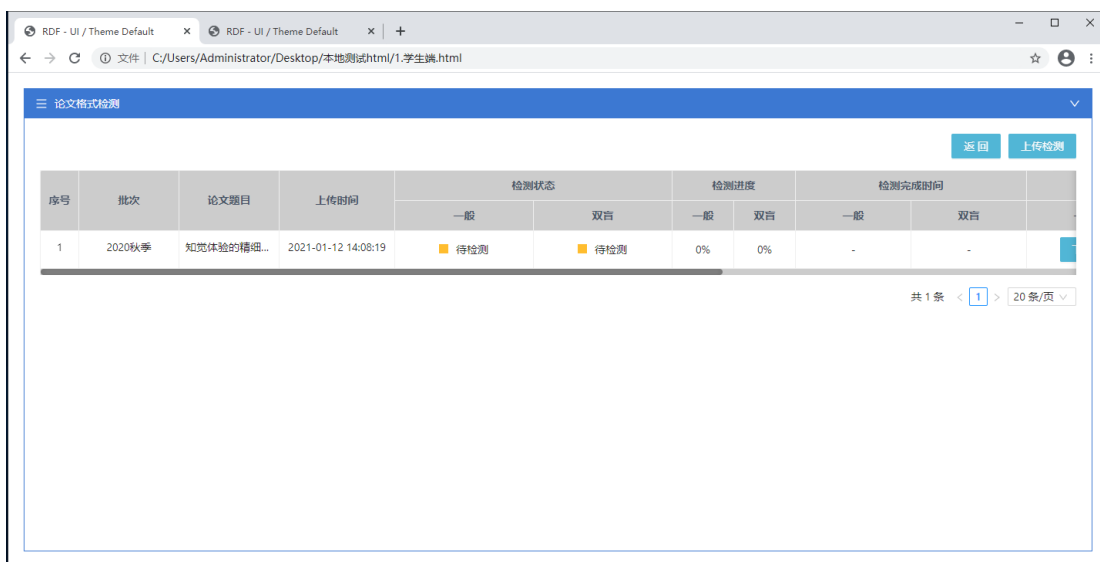 RDF - UI / Theme Default
RDF - UI / Theme Default
文件 | C:/Users/Administrator/Desktop/本地测试html/1.学生端.html
论文格式检测
返回 上传检测
序号 批次 论文题目 上传时间 检测状态 检测进度 检测完成时间
一般 双盲 一般 双盲 一般 双盲
1 2020秋季 知觉体验的精细... 2021-01-12 14:08:19 待检测 待检测 0% 0% - -
共 1 条 < 1 > 20 条/页